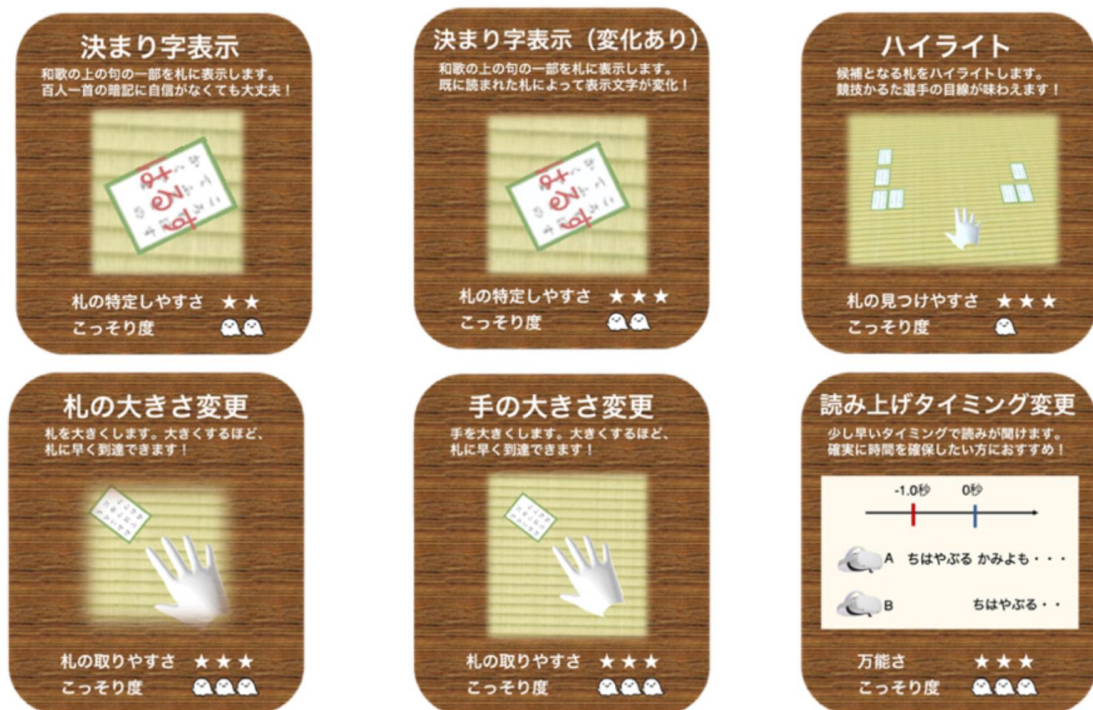 決まり字表示
和歌の上の句の一部を札に表示します。
百人一首の暗記に自信がなくても大丈夫！
はるす
札の特定しやすさ ★★
こっそり度
決まり字表示（変化あり）
和歌の上の句の一部を札に表示します。
既に読まれた札によって表示文字が変化！
はるす
札の特定しやすさ ★★★
こっそり度
ハイライト
候補となる札をハイライトします。
競技かるた選手の目線が味わえます！
札の見つけやすさ ★★★
こっそり度
札の大きさ変更
札を大きくします。大きくするほど、
札に早く到達できます！
札の取りやすさ ★★★
こっそり度
手の大きさ変更
手を大きくします。大きくするほど、
札に早く到達できます！
札の取りやすさ ★★★
こっそり度
読み上げタイミング変更
少し早いタイミングで読みが聞けます。
確実に時間を確保したい方におすすめ！
-1.0秒 0秒
A ちはやぶる かみよも・・・
B ちはやぶる・・
万能さ ★★★
こっそり度